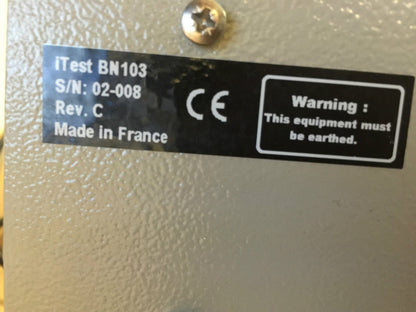 iTest BN103
S/N: 02-008
Rev. C
Made in France
CE
Warning :
This equipment must
be earthed.